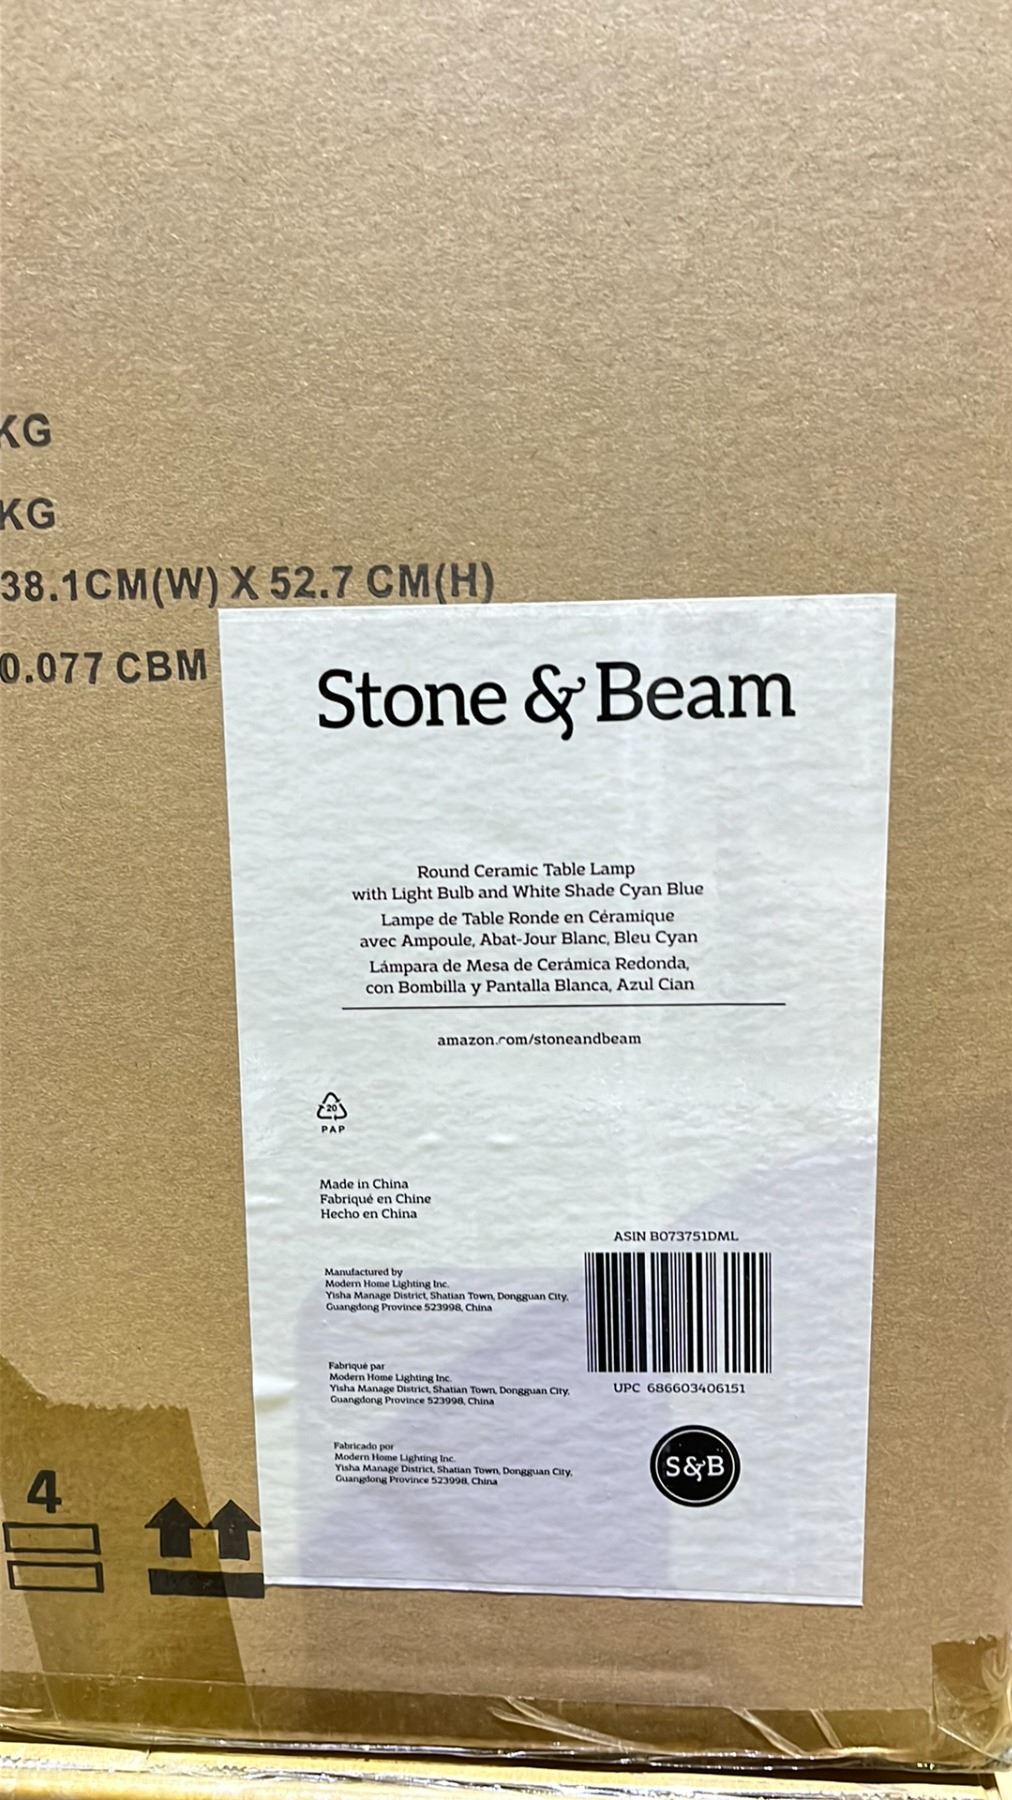 KG
KG
38.1CM(W) X 52.7 CM(H)
0.077 CBM
Stone & Beam
Round Ceramic Table Lamp
with Light Bulb and White Shade Cyan Blue
Lampe de Table Ronde en Céramique
avec Ampoule, Abat-Jour Blanc, Bleu Cyan
Lámpara de Mesa de Cerámica Redonda,
con Bombilla y Pantalla Blanca, Azul Cian
amazon.com/stoneandbeam
20
PAP
Made in China
Fabriqué en Chine
Hecho en China
ASIN B073751DML
Manufactured by
Modern Home Lighting Inc.
Yisha Manage District, Shatian Town, Dongguan City,
Guangdong Province 523998, China
Fabriqué par
Modern Home Lighting Inc.
Yisha Manage District, Shatian Town, Dongguan City,
Guangdong Province 523998, China
UPC 686603406151
Fabricado por
Modern Home Lighting Inc.
Yisha Manage District, Shatian Town, Dongguan City,
Guangdong Province 523998, China
S&B
4